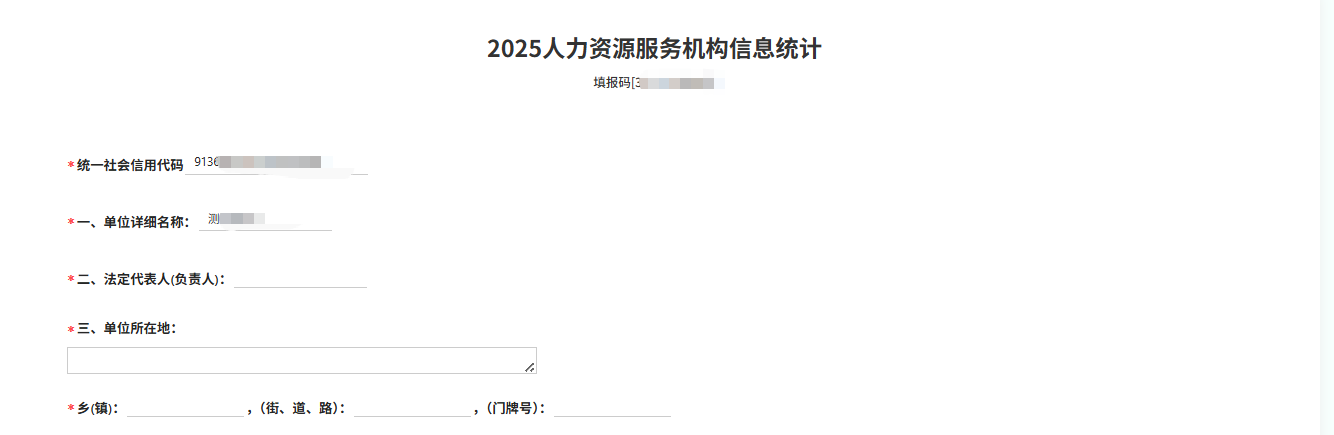 2025人力资源服务机构信息统计
填报码[3
*统一社会信用代码 9136
*一、单位详细名称： 测
*二、法定代表人(负责人)：
*三、单位所在地：
*乡(镇)： ，（街、道、路)： ，（门牌号)：